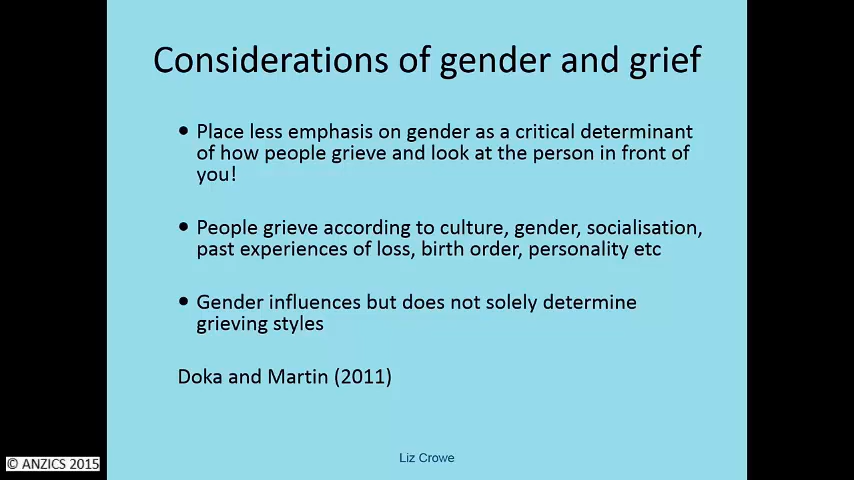 Considerations of gender and grief
• Place less emphasis on gender as a critical determinant
of how people grieve and look at the person in front of
you!
• People grieve according to culture, gender, socialisation,
past experiences of loss, birth order, personality etc
• Gender influences but does not solely determine
grieving styles
Doka and Martin (2011)
Liz Crowe
© ANZICS 2015